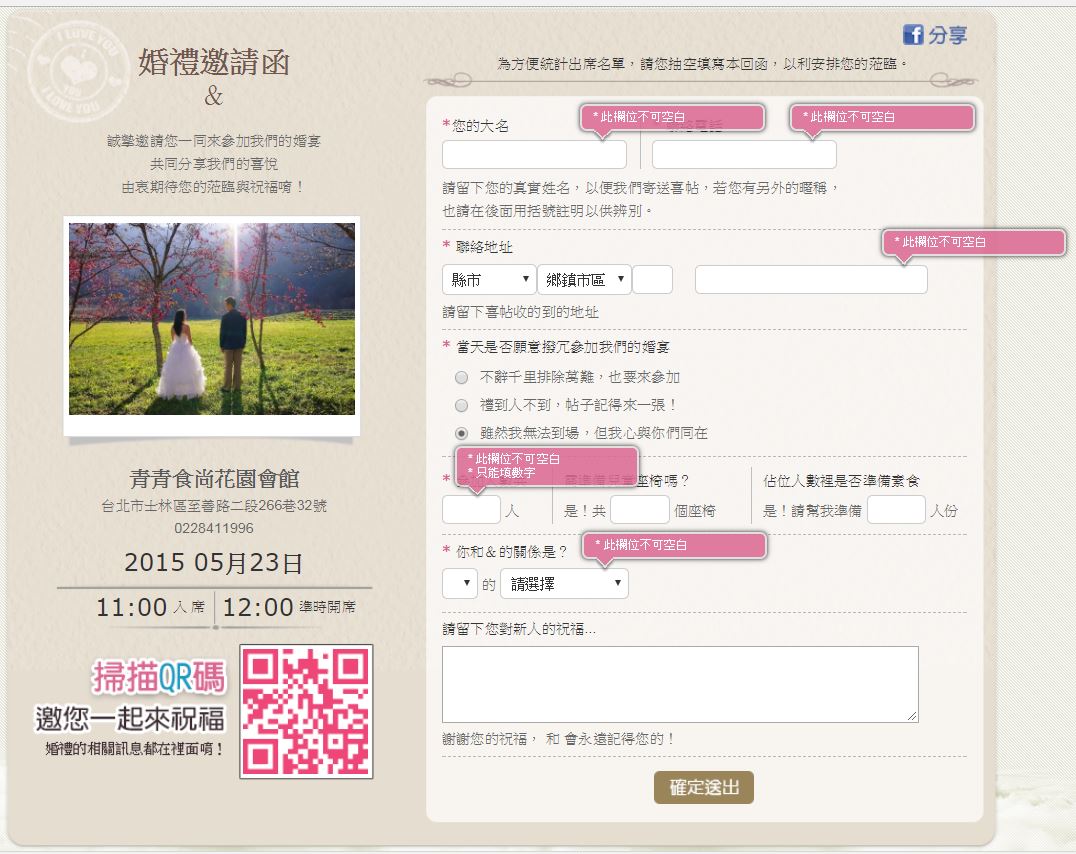 I LOVE YOU
YOU
I LOVE YOU
婚禮邀請函
&
誠摯邀請您一同來參加我們的婚宴
共同分享我們的喜悅
由衷期待您的蒞臨與祝福唷！
青青食尚花園會館
台北市士林區至善路二段266巷32號
0228411996
2015 05月23日
11:00 入席 12:00 準時開席
掃描QR碼
邀您一起來祝福
婚禮的相關訊息都在裡面唷！
f 分享
為方便統計出席名單，請您抽空填寫本回函，以利安排您的蒞臨。
*您的大名
* 此欄位不可空白
* 此欄位不可空白
請留下您的真實姓名，以便我們寄送喜帖，若您有另外的暱稱，
也請在後面用括號註明以供辨別。
* 聯絡地址
* 此欄位不可空白
縣市 鄉鎮市區
請留下喜帖收的到的地址
* 當天是否願意撥冗參加我們的婚宴
不辭千里排除萬難，也要來參加
禮到人不到，帖子記得來一張！
雖然我無法到場，但我心與你們同在
* 此欄位不可空白
* 只能填數字
* 座椅嗎？ 佔位人數裡是否準備素食
人 是！共 個座椅 是！請幫我準備 人份
* 你和＆的關係是？
* 此欄位不可空白
的 請選擇
請留下您對新人的祝福...
謝謝您的祝福， 和 會永遠記得您的！
確定送出